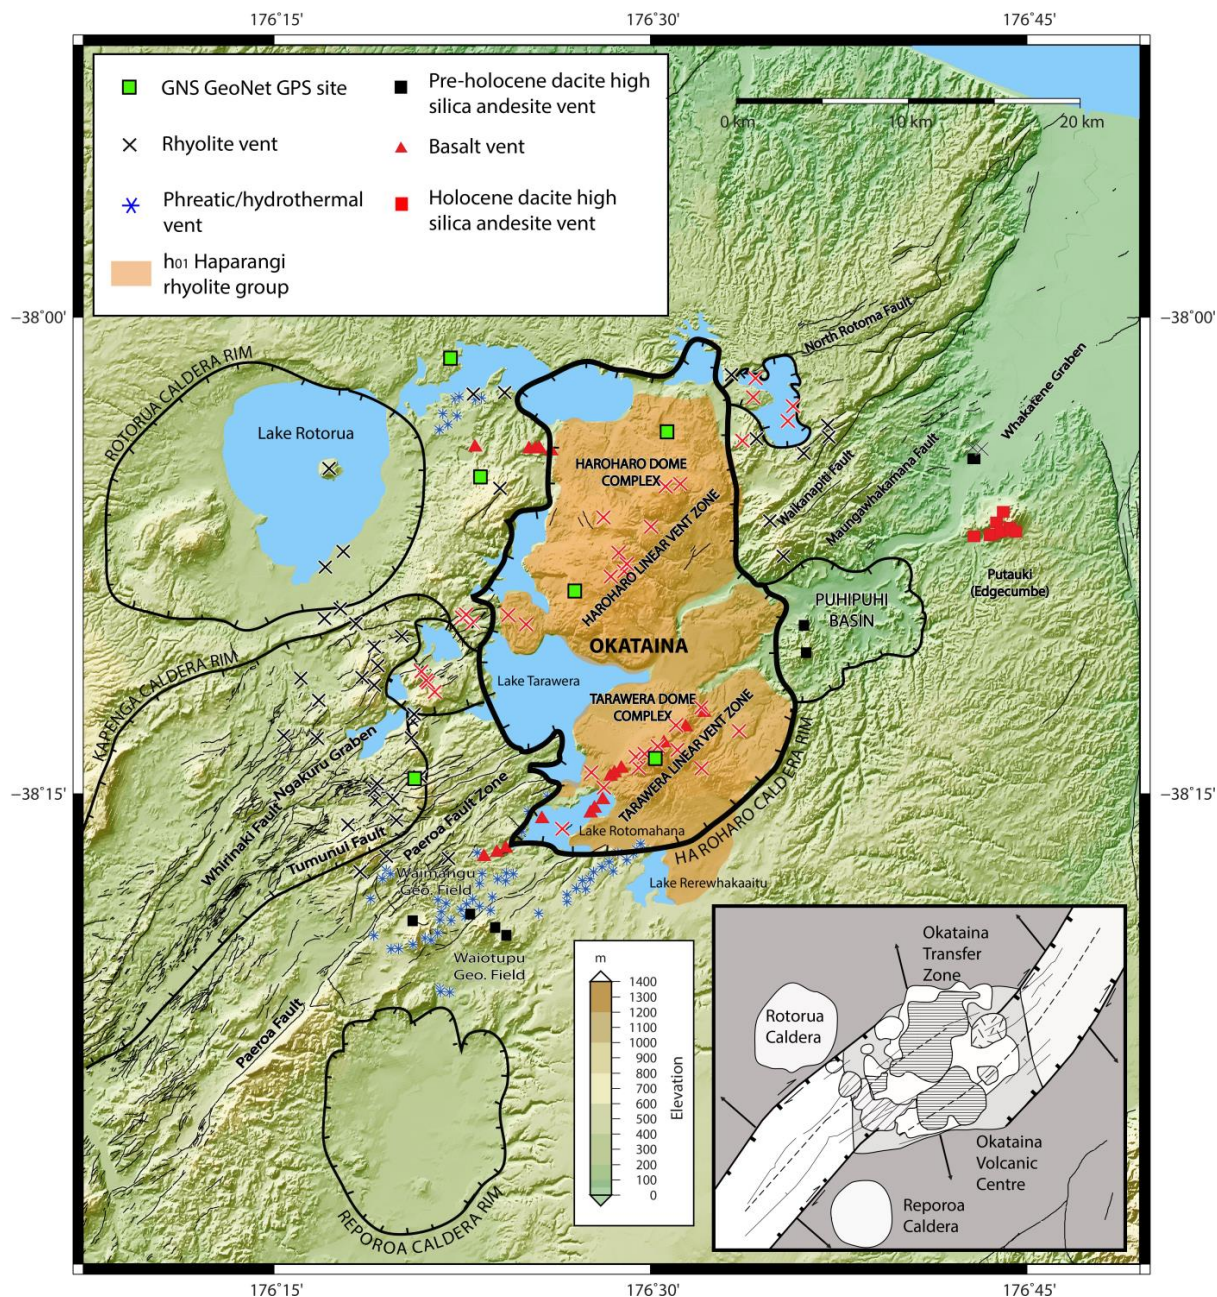 176˚15'
176˚30'
176˚45'
GNS GeoNet GPS site
Rhyolite vent
Phreatic/hydrothermal
vent
h01 Haparangi
rhyolite group
Pre-holocene dacite high
silica andesite vent
Basalt vent
Holocene dacite high
silica andesite vent
0 km
10 km
20 km
−38˚00'
−38˚00'
North Rotoma Fault
ROTORUA CALDERA RIM
Lake Rotorua
Whakatene Graben
HAROHARO DOME
COMPLEX
Waikanapiti Fault
Maungawhakamana Fault
HAROHARO LINEAR VENT ZONE
Putauki
(Edgecumbe)
PUHIPUHI
BASIN
OKATAINA
KAPENGA CALDERA RIM
Lake Tarawera
TARAWERA DOME
COMPLEX
TARAWERA LINEAR VENT ZONE
HAROHARO CALDERA RIM
Ngakuru Graben
Whirinaki Fault
−38˚15'
−38˚15'
Paeroa Fault Zone
Tumunui Fault
Lake Rotomahana
Waimangu
Geo. Field
Lake Rerewhakaaitu
Waiotupu
Geo. Field
Paeroa Fault
REPOROA CALDERA RIM
m
1400
1300
1200
1100
1000
900
800
700
600
500
400
300
200
100
0
Elevation
Okataina
Transfer
Zone
Rotorua
Caldera
Okataina
Volcanic
Centre
Reporoa
Caldera
176˚15'
176˚30'
176˚45'